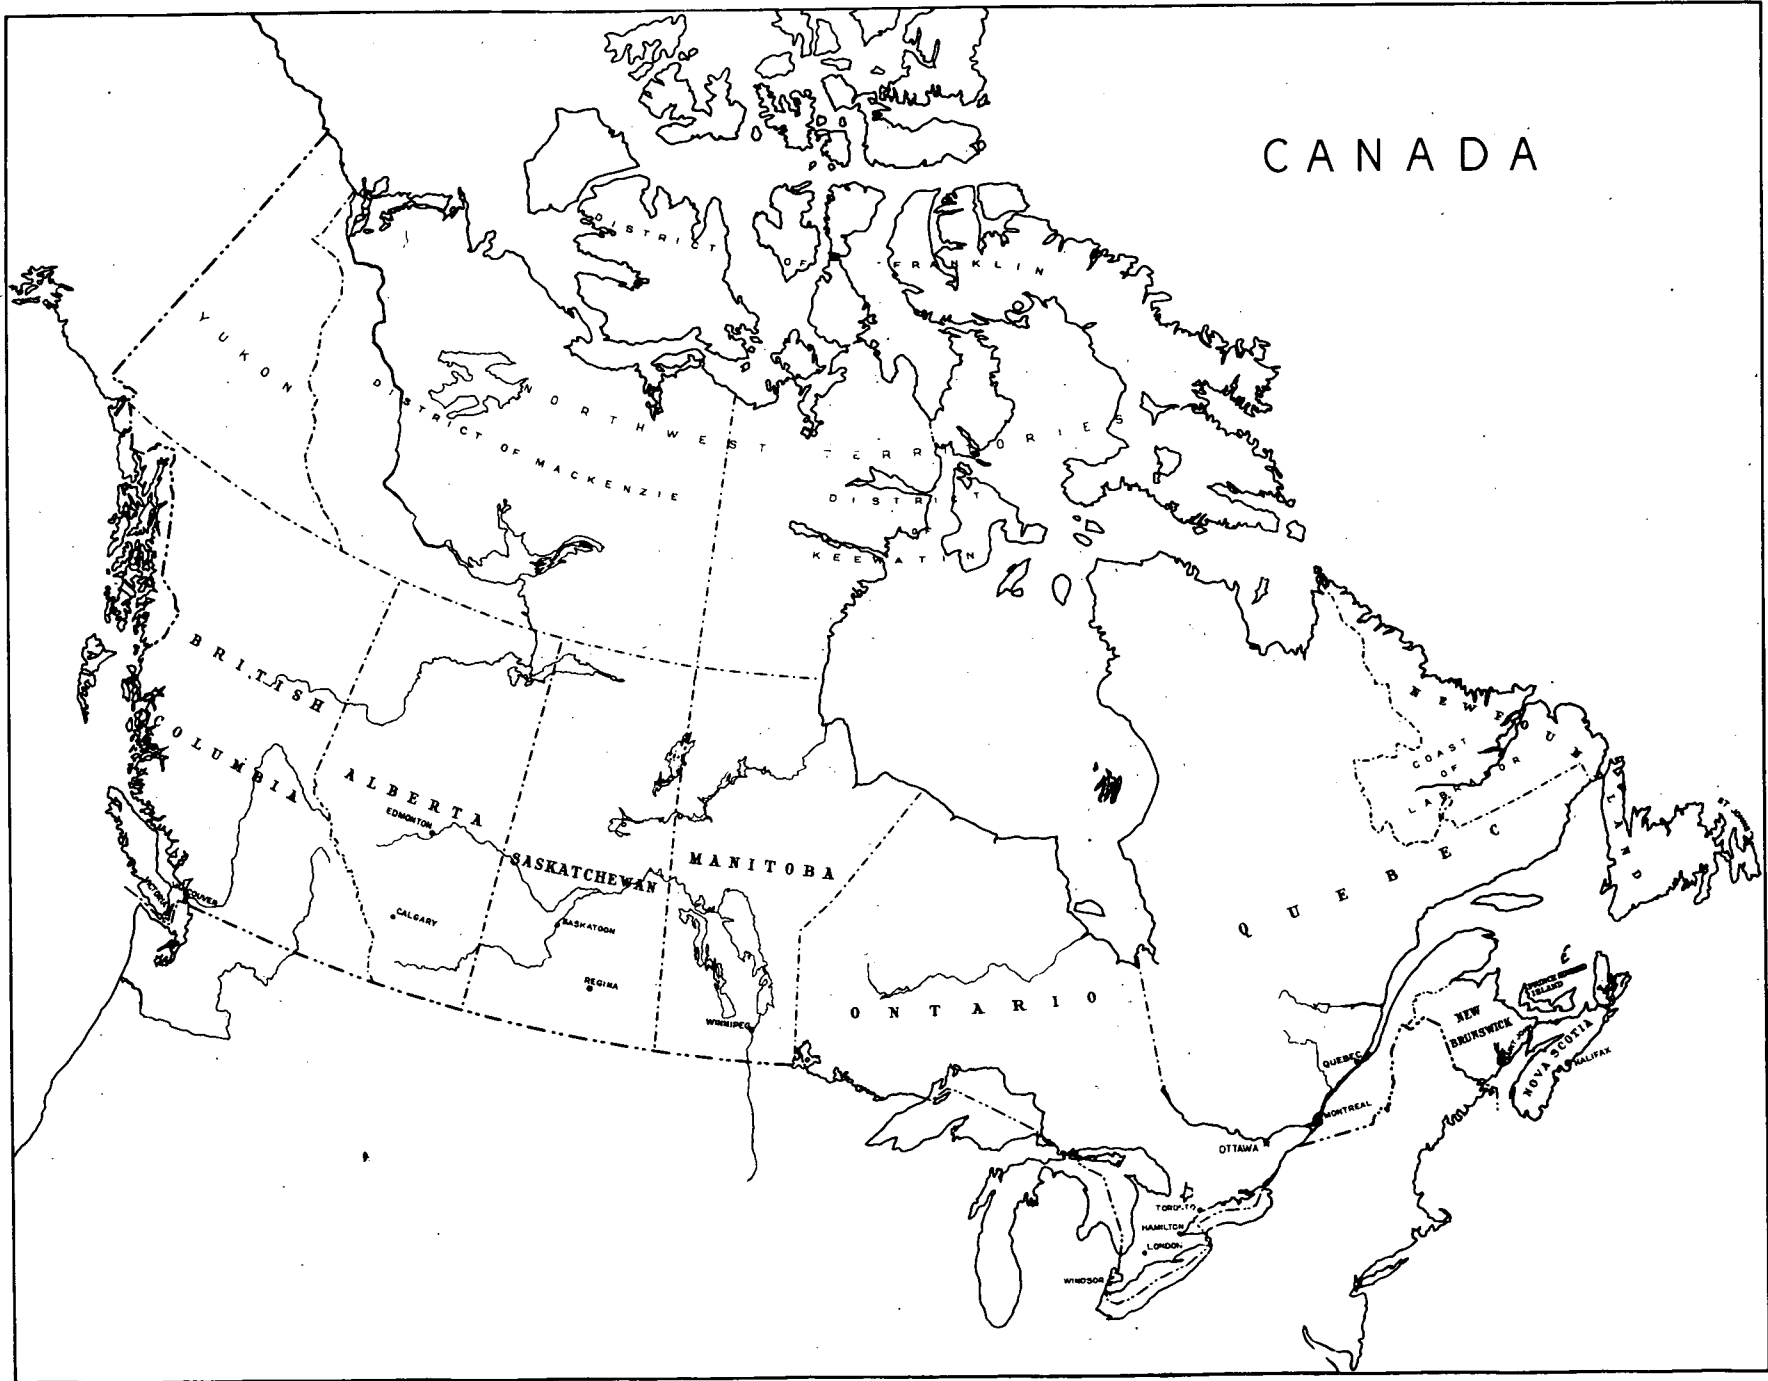 CANADA
DISTRICT OF FRANKLIN
YUKON
NORTHWEST TERRITORIES
DISTRICT OF MACKENZIE
DISTRICT
OF
KEEWATIN
BRITISH
COLUMBIA
ALBERTA
EDMONTON
CALGARY
SASKATCHEWAN
SASKATOON
REGINA
MANITOBA
WINNIPEG
VICTORIA
VANCOUVER
ONTARIO
QUEBEC
NEWFOUNDLAND
COAST
OF
LABRADOR
PRINCE EDWARD
ISLAND
NEW
BRUNSWICK
NOVA SCOTIA
HALIFAX
QUEBEC
MONTREAL
OTTAWA
TORONTO
HAMILTON
LONDON
WINDSOR